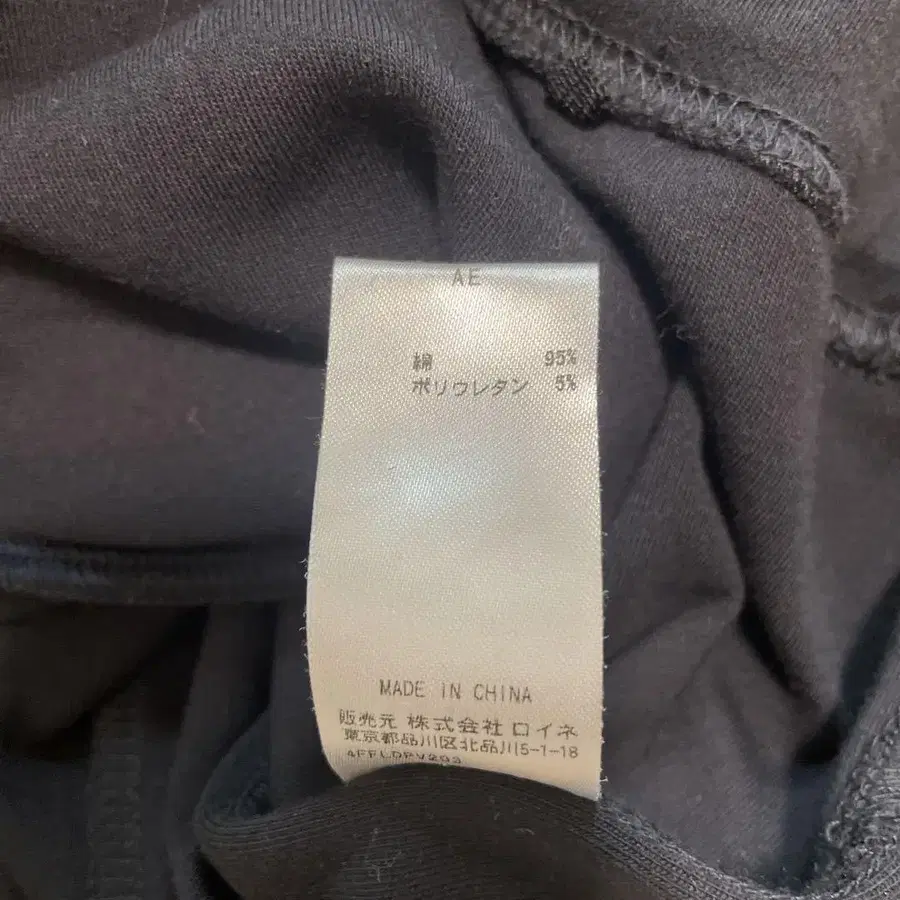 AE
綿 95%
ポリウレタン 5%
MADE IN CHINA
販売元 株式会社 ロイネ
東京都品川区北品川5-1-18